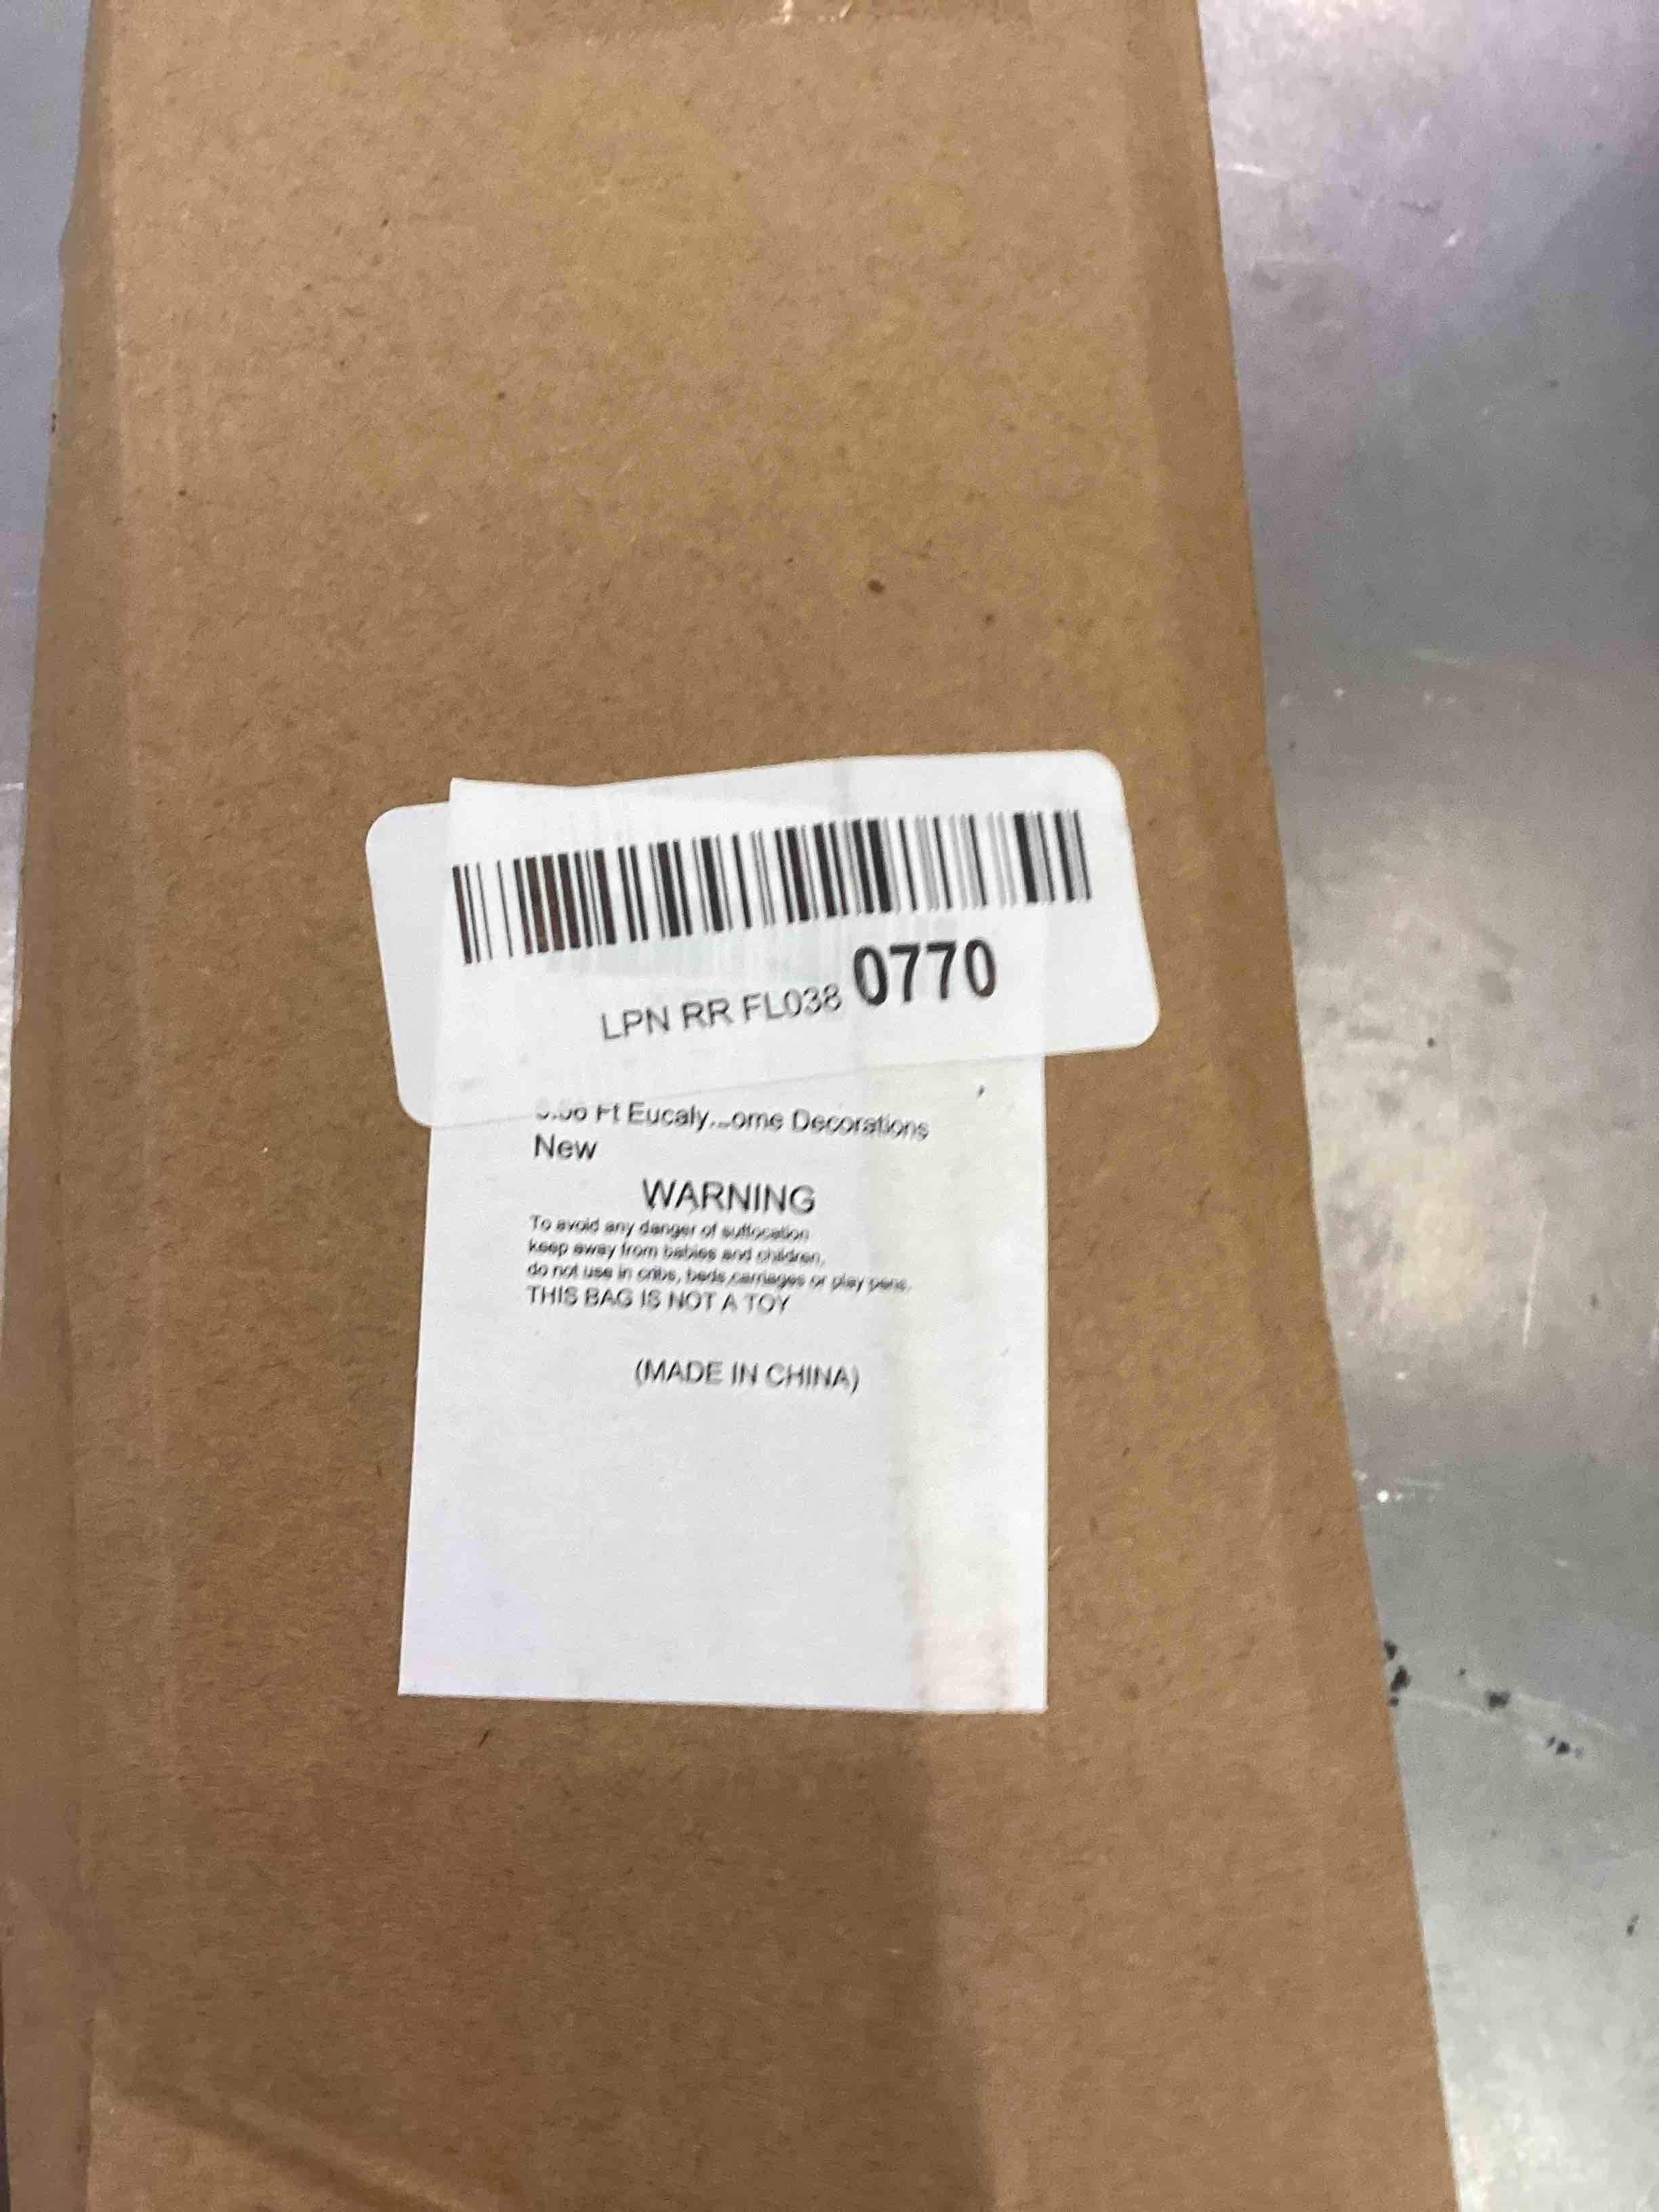 LPN RR FL038 0770
Ft Eucaly...ome Decorations
New
WARNING
To avoid any danger of suffocation
keep away from babies and children,
do not use in cribs, beds,carriages or play pens.
THIS BAG IS NOT A TOY
(MADE IN CHINA)